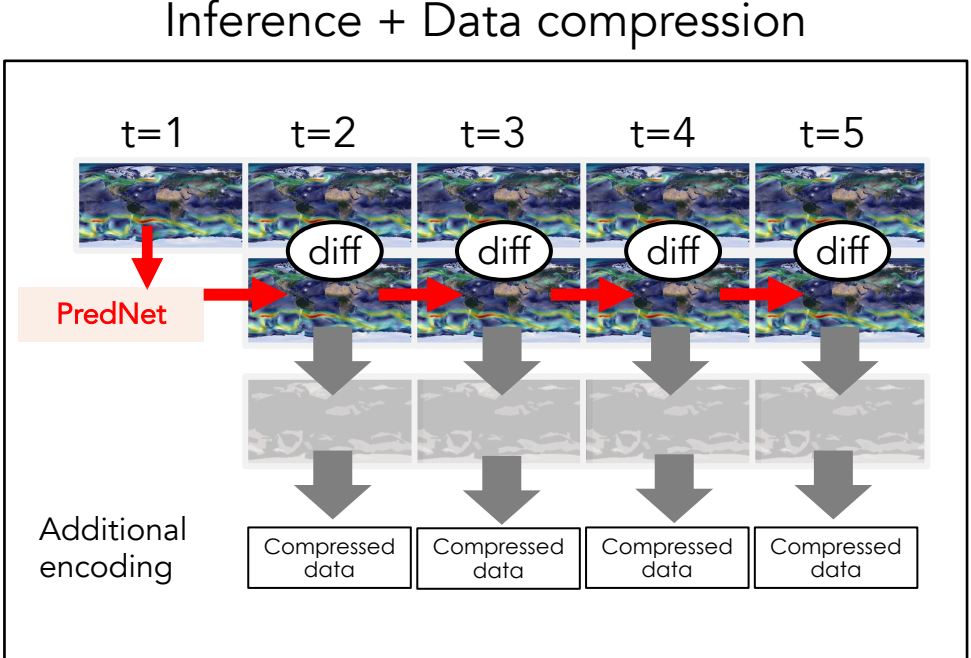 Inference + Data compression
t=1 t=2 t=3 t=4 t=5
diff diff diff diff
PredNet
Additional
encoding
Compressed
data
Compressed
data
Compressed
data
Compressed
data